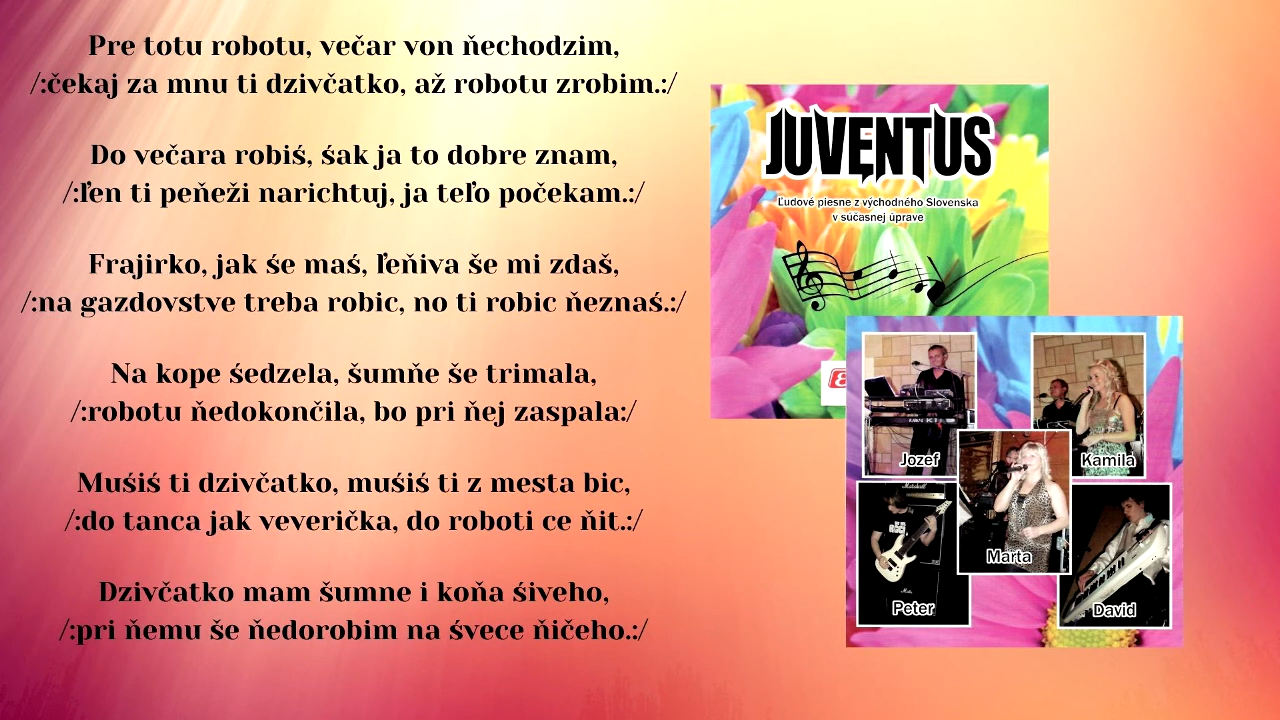 Pre totu robotu, večar von ňechodzim,
/:čekaj za mnu ti dzivčatko, až robotu zrobim.:/
Do večara robiś, śak ja to dobre znam,
/:ľen ti peňeži narichtuj, ja teľo počekam.:/
Frajirko, jak śe maś, ľeňiva še mi zdaš,
/:na gazdovstve treba robic, no ti robic ňeznaś.:/
Na kope śedzela, šumňe še trimala,
/:robotu ňedokončila, bo pri ňej zaspala:/
Muśiś ti dzivčatko, muśiś ti z mesta bic,
/:do tanca jak veverička, do roboti ce ňit.:/
Dzivčatko mam šumne i koňa śiveho,
/:pri ňemu še ňedorobim na śvece ňičeho.:/
JUVENTUS
Ľudové piesne z východného Slovenska
v súčasnej úprave
Jozef
Kamila
Marta
Peter
David
Marshall